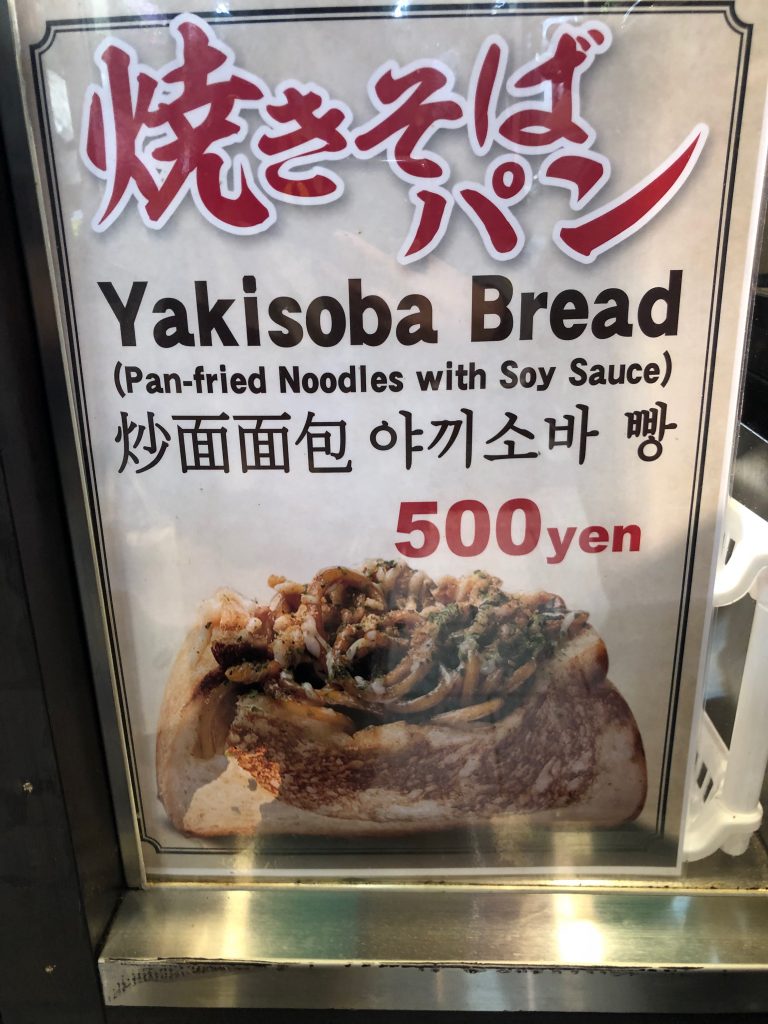 焼きそば
パン
Yakisoba Bread
(Pan-fried Noodles with Soy Sauce)
炒面面包 야끼소바 빵
500yen